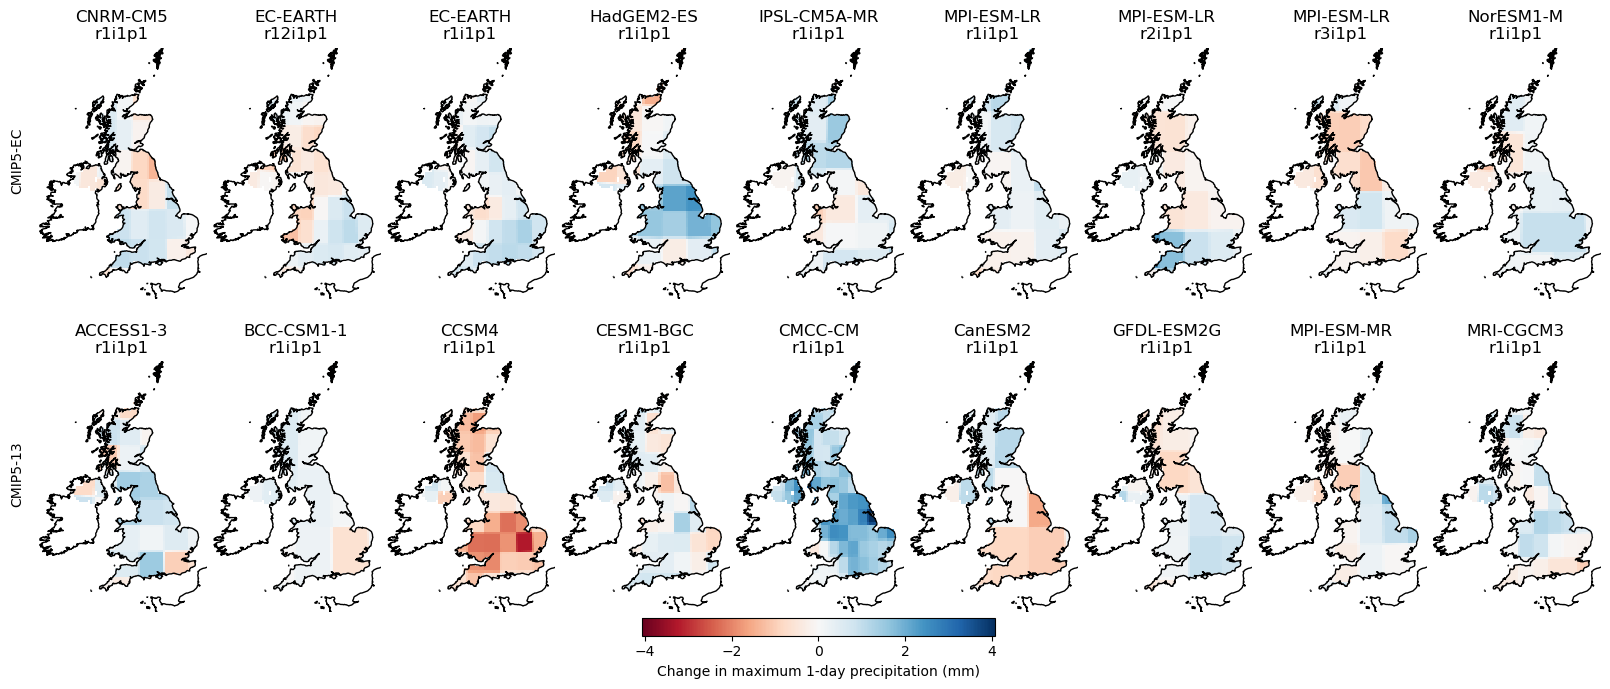 CNRM-CM5
r1i1p1
EC-EARTH
r12i1p1
EC-EARTH
r1i1p1
HadGEM2-ES
r1i1p1
IPSL-CM5A-MR
r1i1p1
MPI-ESM-LR
r1i1p1
MPI-ESM-LR
r2i1p1
MPI-ESM-LR
r3i1p1
NorESM1-M
r1i1p1
CMIP5-EC
ACCESS1-3
r1i1p1
BCC-CSM1-1
r1i1p1
CCSM4
r1i1p1
CESM1-BGC
r1i1p1
CMCC-CM
r1i1p1
CanESM2
r1i1p1
GFDL-ESM2G
r1i1p1
MPI-ESM-MR
r1i1p1
MRI-CGCM3
r1i1p1
CMIP5-13
−4 −2 0 2 4
Change in maximum 1-day precipitation (mm)